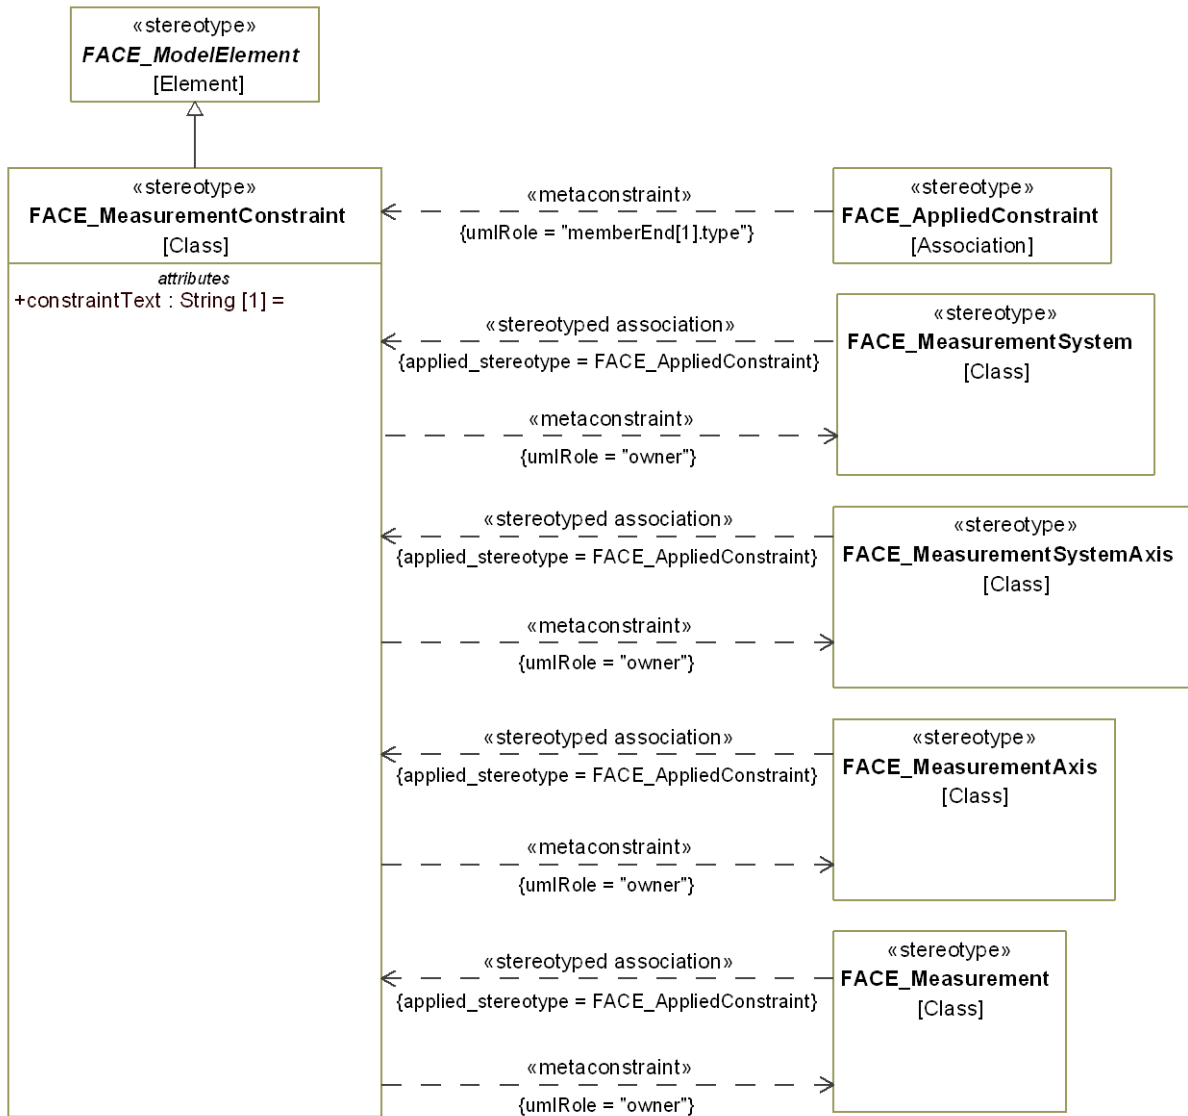 «stereotype»
FACE_ModelElement
[Element]
«stereotype»
FACE_MeasurementConstraint
[Class]
attributes
+constraintText : String [1] =
«metaconstraint»
{umlRole = "memberEnd[1].type"}
«stereotype»
FACE_AppliedConstraint
[Association]
«stereotyped association»
{applied_stereotype = FACE_AppliedConstraint}
«stereotype»
FACE_MeasurementSystem
[Class]
«metaconstraint»
{umlRole = "owner"}
«stereotyped association»
{applied_stereotype = FACE_AppliedConstraint}
«stereotype»
FACE_MeasurementSystemAxis
[Class]
«metaconstraint»
{umlRole = "owner"}
«stereotyped association»
{applied_stereotype = FACE_AppliedConstraint}
«stereotype»
FACE_MeasurementAxis
[Class]
«metaconstraint»
{umlRole = "owner"}
«stereotyped association»
{applied_stereotype = FACE_AppliedConstraint}
«stereotype»
FACE_Measurement
[Class]
«metaconstraint»
{umlRole = "owner"}